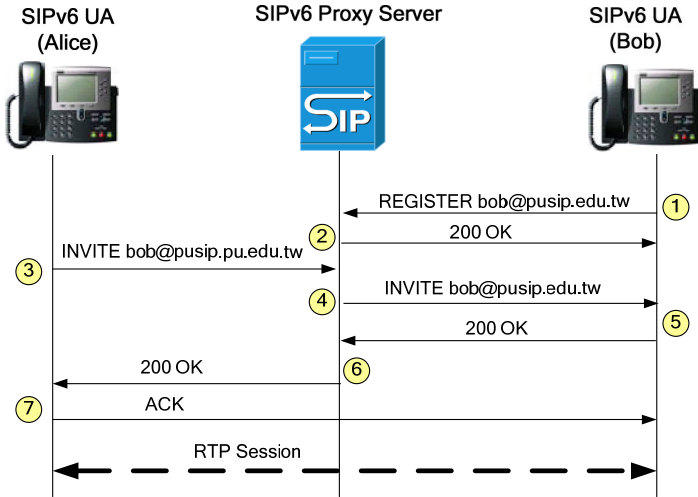 SIPv6 UA
(Alice)
SIPv6 Proxy Server
SIPv6 UA
(Bob)
SIP
REGISTER bob@pusip.edu.tw
1
2
200 OK
3
INVITE bob@pusip.pu.edu.tw
4
INVITE bob@pusip.edu.tw
200 OK
5
200 OK
6
7
ACK
RTP Session